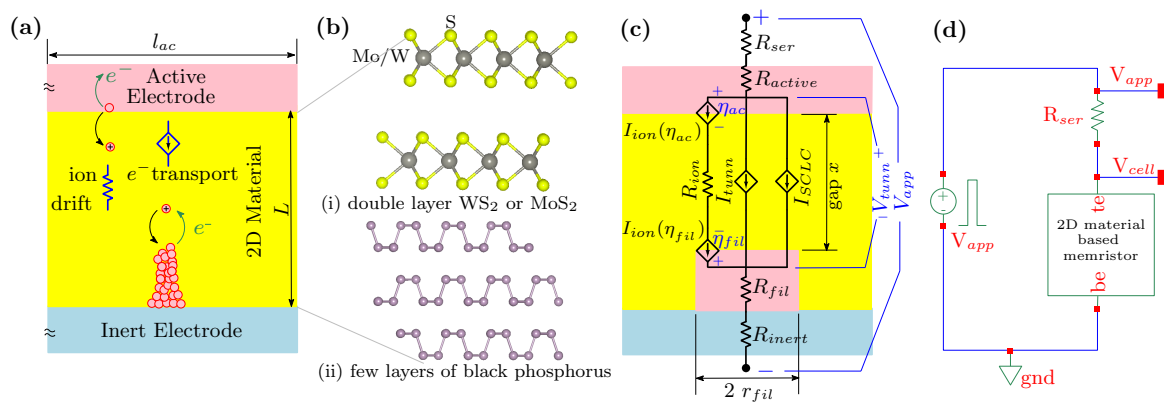 (a)
l_ac
e⁻
Active
Electrode
ion
drift
e⁻ transport
2D Material
L
e⁻
Inert Electrode
≈
≈
(b)
S
Mo/W
(i) double layer WS₂ or MoS₂
(ii) few layers of black phosphorus
(c)
+
R_ser
R_active
+
η_ac
−
I_ion(η_ac)
R_ion
I_tunn
I_SCLC
gap x
+
V_tunn
−
V_app
I_ion(η_fil)
−
η_fil
+
R_fil
R_inert
−
2 r_fil
(d)
V_app
R_ser
V_cell
+
−
V_app
te
2D material
based
memristor
be
gnd